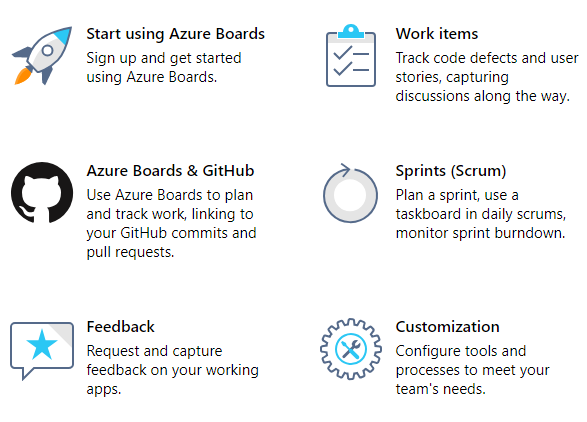 Start using Azure Boards
Sign up and get started
using Azure Boards.
Work items
Track code defects and user
stories, capturing
discussions along the way.
Azure Boards & GitHub
Use Azure Boards to plan
and track work, linking to
your GitHub commits and
pull requests.
Sprints (Scrum)
Plan a sprint, use a
taskboard in daily scrums,
monitor sprint burndown.
Feedback
Request and capture
feedback on your working
apps.
Customization
Configure tools and
processes to meet your
team's needs.